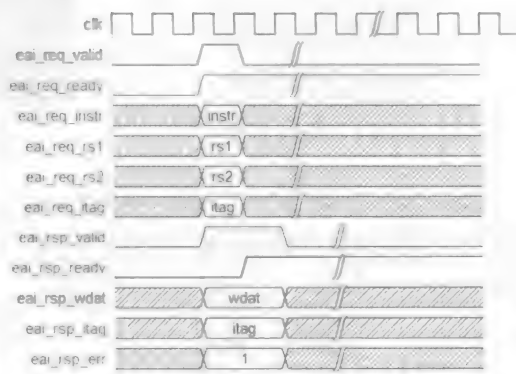 clk
eai_req_valid
eai_req_ready
eai_req_instr instr
eai_req_rs1 rs1
eai_req_rs2 rs2
eai_req_itag itag
eai_rsp_valid
eai_rsp_ready
eai_rsp_wdat wdat
eai_rsp_itag itag
eai_rsp_err 1